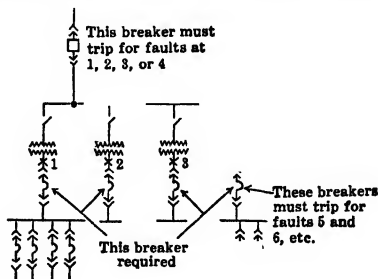 This breaker must
trip for faults at
1, 2, 3, or 4
1
2
3
These breakers
must trip for
faults 5 and
6, etc.
This breaker
required